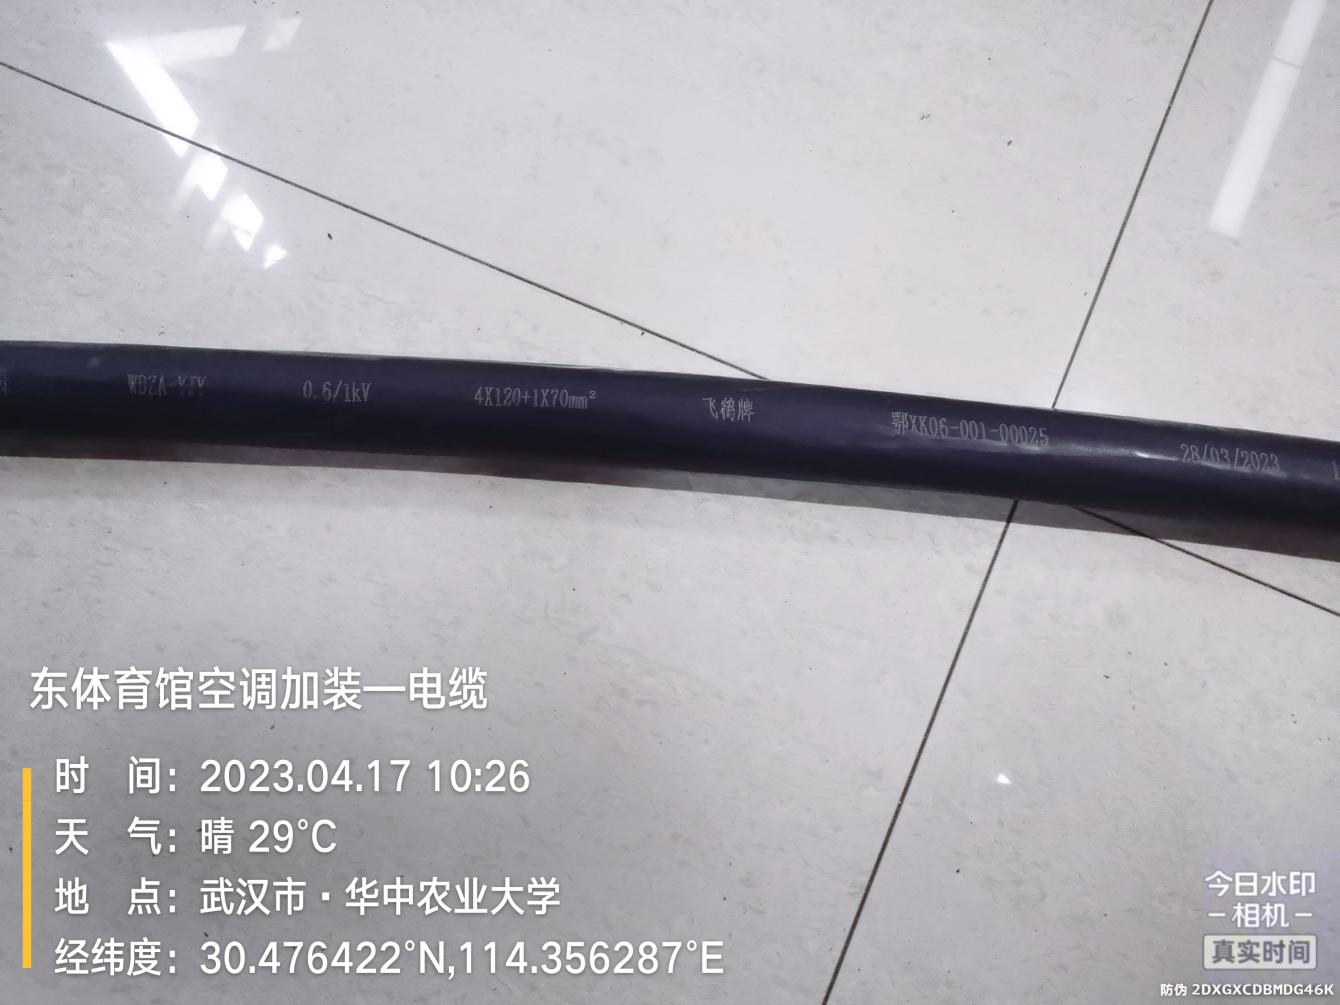 WDZA-YJY 0.6/1kV 4X120+1X70mm² 飞鹤牌 鄂XK06-001-00025 28/03/2023
东体育馆空调加装—电缆
时 间：2023.04.17 10:26
天 气：晴 29°C
地 点：武汉市·华中农业大学
经纬度：30.476422°N,114.356287°E
今日水印
-相机-
真实时间
防伪 2DXGXCDBMDG46K